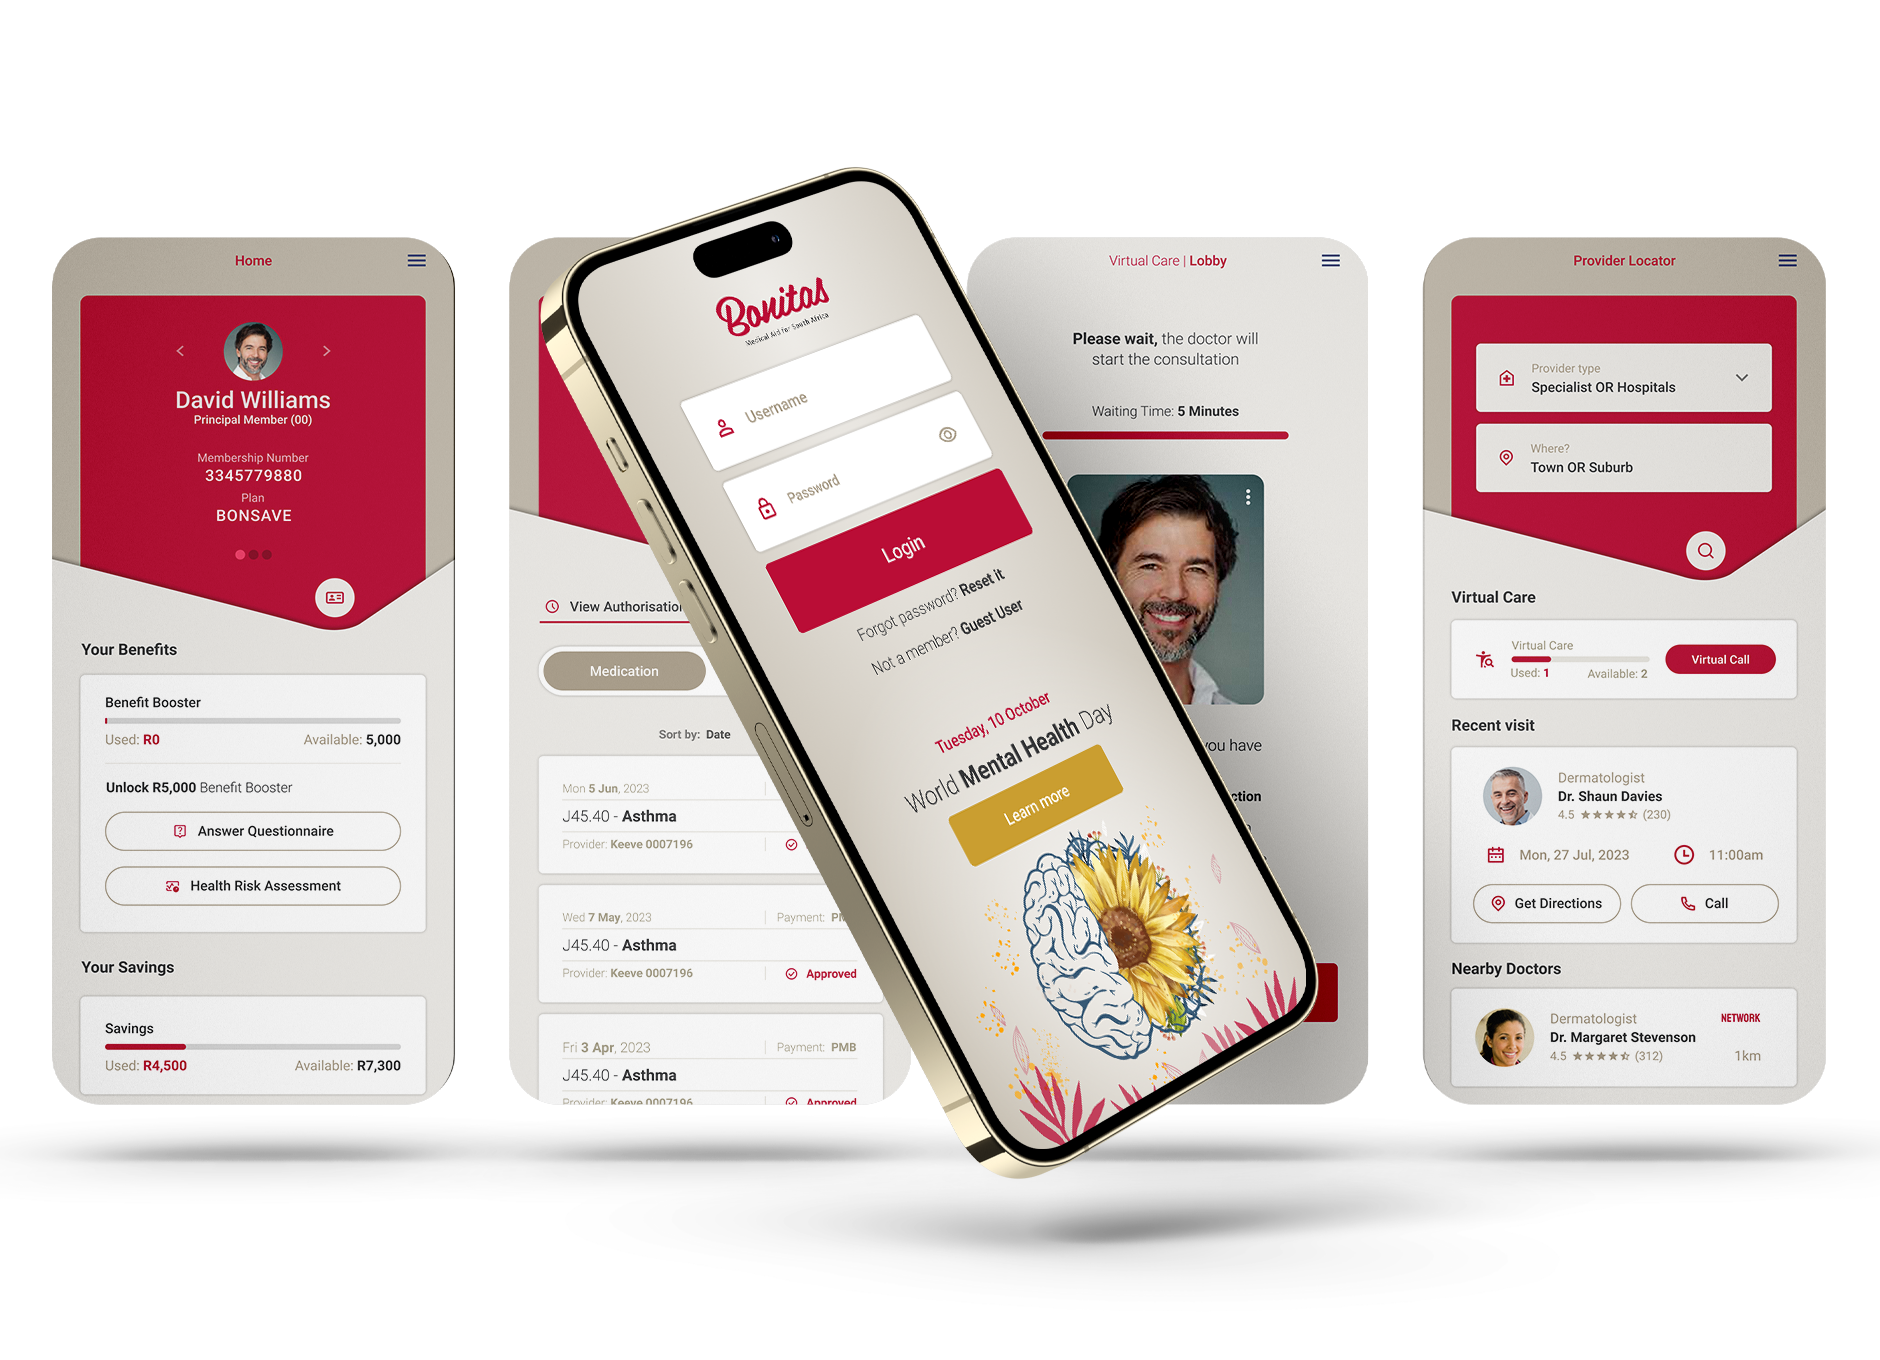 Home
David Williams
Principal Member (00)
Membership Number
3345779880
Plan
BONSAVE
Your Benefits
Benefit Booster
Used: R0 Available: 5,000
Unlock R5,000 Benefit Booster
Answer Questionnaire
Health Risk Assessment
Your Savings
Savings
Used: R4,500 Available: R7,300
View Authorisation
Medication
Sort by: Date
Mon 5 Jun, 2023
J45.40 - Asthma
Provider: Keeve 0007196
Wed 7 May, 2023 Payment:
J45.40 - Asthma
Provider: Keeve 0007196 Approved
Fri 3 Apr, 2023 Payment: PMB
J45.40 - Asthma
Provider: Keeve 0007196 Approved
Bonitas
Medical Aid for South Africa
Username
Password
Login
Forgot password? Reset it
Not a member? Guest User
Tuesday, 10 October
World Mental Health Day
Learn more
Virtual Care | Lobby
Please wait, the doctor will
start the consultation
Waiting Time: 5 Minutes
you have
Provider Locator
Provider type
Specialist OR Hospitals
Where?
Town OR Suburb
Virtual Care
Virtual Care
Used: 1 Available: 2
Virtual Call
Recent visit
Dermatologist
Dr. Shaun Davies
4.5 (230)
Mon, 27 Jul, 2023 11:00am
Get Directions Call
Nearby Doctors
Dermatologist NETWORK
Dr. Margaret Stevenson
4.5 (312) 1km